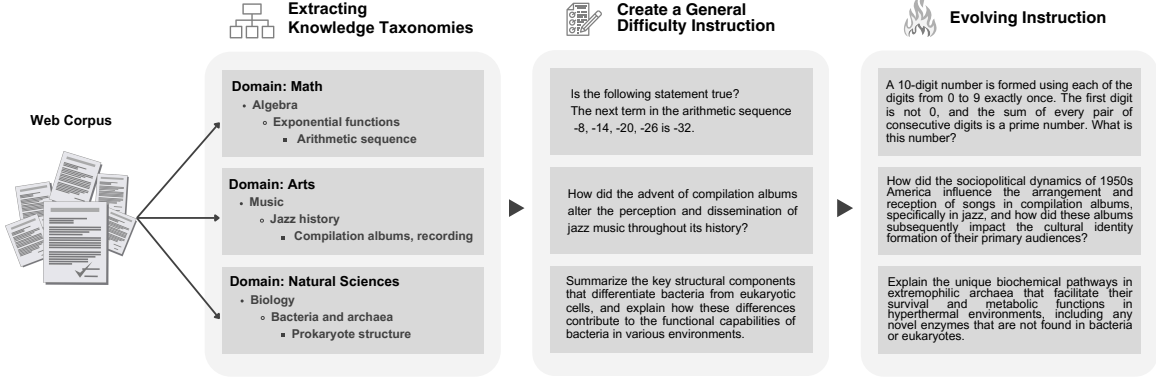 Extracting
Knowledge Taxonomies
Create a General
Difficulty Instruction
Evolving Instruction
Web Corpus
Domain: Math
Algebra
Exponential functions
Arithmetic sequence
Domain: Arts
Music
Jazz history
Compilation albums, recording
Domain: Natural Sciences
Biology
Bacteria and archaea
Prokaryote structure
Is the following statement true?
The next term in the arithmetic sequence
-8, -14, -20, -26 is -32.
How did the advent of compilation albums
alter the perception and dissemination of
jazz music throughout its history?
Summarize the key structural components
that differentiate bacteria from eukaryotic
cells, and explain how these differences
contribute to the functional capabilities of
bacteria in various environments.
A 10-digit number is formed using each of the
digits from 0 to 9 exactly once. The first digit
is not 0, and the sum of every pair of
consecutive digits is a prime number. What is
this number?
How did the sociopolitical dynamics of 1950s
America influence the arrangement and
reception of songs in compilation albums,
specifically in jazz, and how did these albums
subsequently impact the cultural identity
formation of their primary audiences?
Explain the unique biochemical pathways in
extremophilic archaea that facilitate their
survival and metabolic functions in
hyperthermal environments, including any
novel enzymes that are not found in bacteria
or eukaryotes.